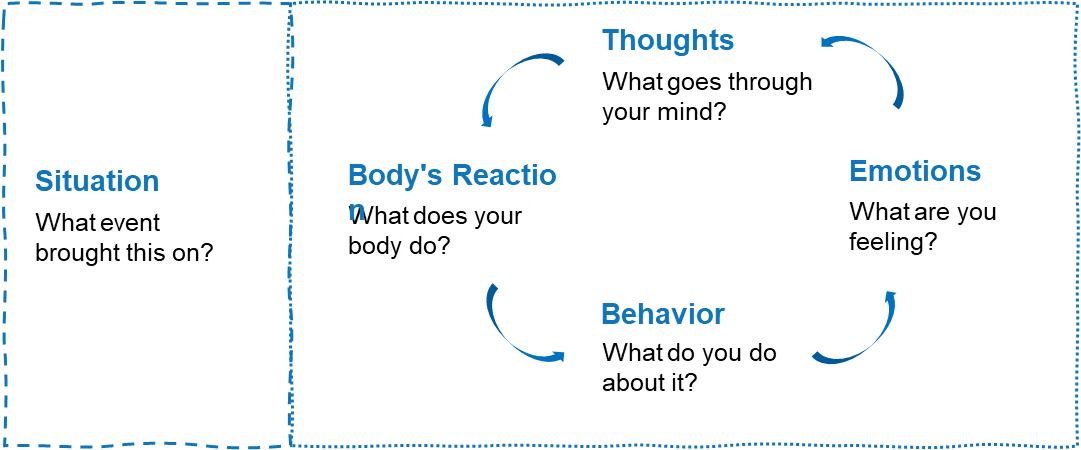 Situation
What event
brought this on?
Thoughts
What goes through
your mind?
Body's Reactio
n
What does your
body do?
Emotions
What are you
feeling?
Behavior
What do you do
about it?